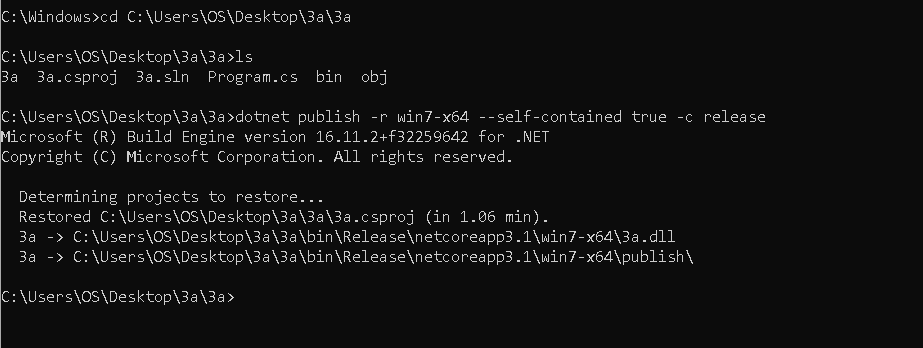 C:\Windows>cd C:\Users\OS\Desktop\3a\3a
C:\Users\OS\Desktop\3a\3a>ls
3a  3a.csproj  3a.sln  Program.cs  bin  obj
C:\Users\OS\Desktop\3a\3a>dotnet publish -r win7-x64 --self-contained true -c release
Microsoft (R) Build Engine version 16.11.2+f32259642 for .NET
Copyright (C) Microsoft Corporation. All rights reserved.
  Determining projects to restore...
  Restored C:\Users\OS\Desktop\3a\3a\3a.csproj (in 1.06 min).
  3a -> C:\Users\OS\Desktop\3a\3a\bin\Release\netcoreapp3.1\win7-x64\3a.dll
  3a -> C:\Users\OS\Desktop\3a\3a\bin\Release\netcoreapp3.1\win7-x64\publish\
C:\Users\OS\Desktop\3a\3a>